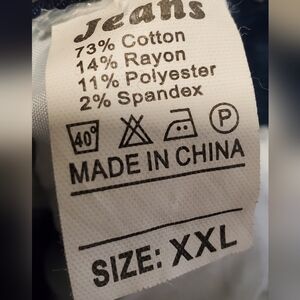 Jeans
73% Cotton
14% Rayon
11% Polyester
2% Spandex
40° P
MADE IN CHINA
SIZE: XXL